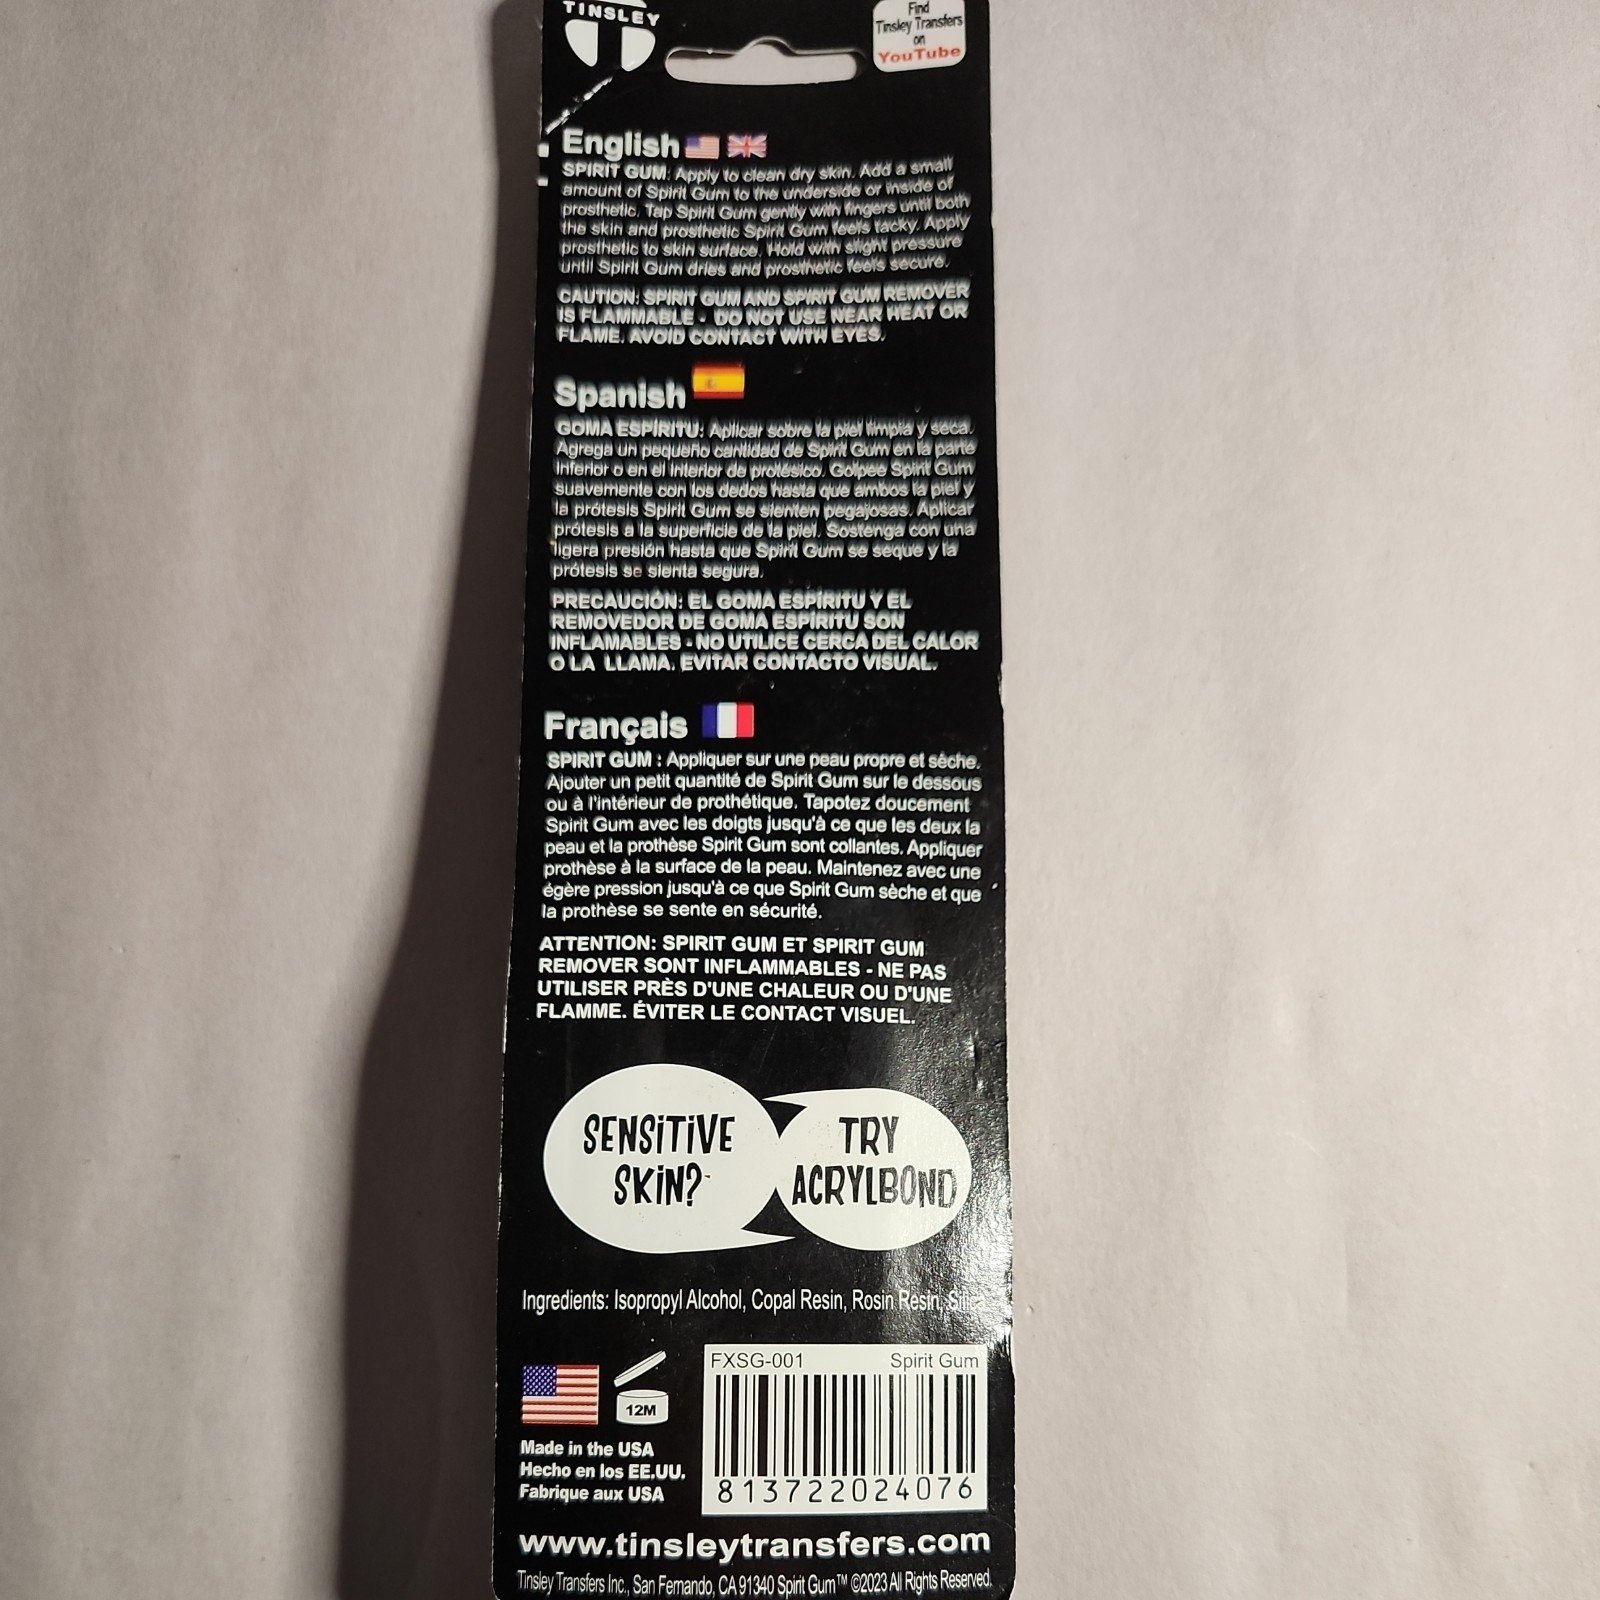 TINSLEY
Find
Tinsley Transfers
on
YouTube
English
SPIRIT GUM: Apply to clean dry skin. Add a small
amount of Spirit Gum to the underside or inside of
prosthetic. Tap Spirit Gum gently with fingers until both
the skin and prosthetic Spirit Gum feels tacky. Apply
prosthetic to skin surface. Hold with slight pressure
until Spirit Gum dries and prosthetic feels secure.
CAUTION: SPIRIT GUM AND SPIRIT GUM REMOVER
IS FLAMMABLE - DO NOT USE NEAR HEAT OR
FLAME. AVOID CONTACT WITH EYES.
Spanish
GOMA ESPÍRITU: Aplicar sobre la piel limpia y seca.
Agrega un pequeño cantidad de Spirit Gum en la parte
inferior o en el interior de protésico. Golpee Spirit Gum
suavemente con los dedos hasta que ambos la piel y
la prótesis Spirit Gum se sienten pegajosas. Aplicar
prótesis a la superficie de la piel. Sostenga con una
ligera presión hasta que Spirit Gum se seque y la
prótesis se sienta segura.
PRECAUCIÓN: EL GOMA ESPÍRITU Y EL
REMOVEDOR DE GOMA ESPÍRITU SON
INFLAMABLES - NO UTILICE CERCA DEL CALOR
O LA LLAMA. EVITAR CONTACTO VISUAL.
Français
SPIRIT GUM : Appliquer sur une peau propre et sèche.
Ajouter un petit quantité de Spirit Gum sur le dessous
ou à l'intérieur de prothétique. Tapotez doucement
Spirit Gum avec les doigts jusqu'à ce que les deux la
peau et la prothèse Spirit Gum sont collantes. Appliquer
prothèse à la surface de la peau. Maintenez avec une
égère pression jusqu'à ce que Spirit Gum sèche et que
la prothèse se sente en sécurité.
ATTENTION: SPIRIT GUM ET SPIRIT GUM
REMOVER SONT INFLAMMABLES - NE PAS
UTILISER PRÈS D'UNE CHALEUR OU D'UNE
FLAMME. ÉVITER LE CONTACT VISUEL.
SENSITIVE
SKIN?
TRY
ACRYLBOND
Ingredients: Isopropyl Alcohol, Copal Resin, Rosin Resin, Silica
FXSG-001 Spirit Gum
12M
813722024076
Made in the USA
Hecho en los EE.UU.
Fabrique aux USA
www.tinsleytransfers.com
Tinsley Transfers Inc., San Fernando, CA 91340 Spirit Gum™ ©2023 All Rights Reserved.